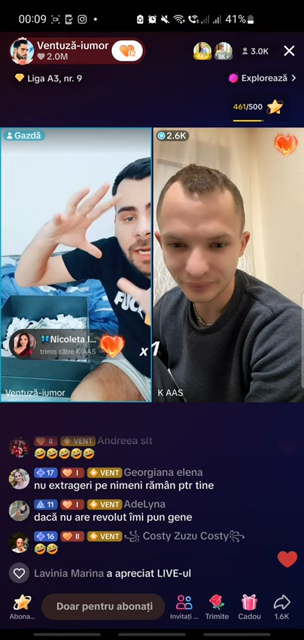 00:09
41%
Ventuză-iumor
2.0M
3.0K
Liga A3, nr. 9
Explorează >
461/500
Gazdă
2.6K
Nicoleta I...
trimis către K AAS
x1
Ventuză-iumor
K AAS
II VENT Andreea sit
17 I VENT Georgiana elena
nu extrageri pe nimeni rămân ptr tine
11 I AdeLyna
dacă nu are revolut îmi pun gene
16 II VENT Costy Zuzu Costy
Lavinia Marina a apreciat LIVE-ul
Doar pentru abonați
Abona... Invitați ... Trimite Cadou 1.6K